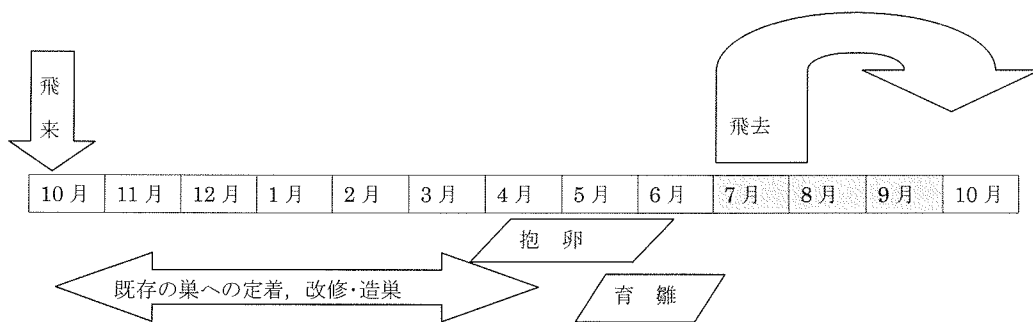 飛来
飛去
10月 11月 12月 1月 2月 3月 4月 5月 6月 7月 8月 9月 10月
抱 卵
既存の巣への定着，改修･造巣
育 雛